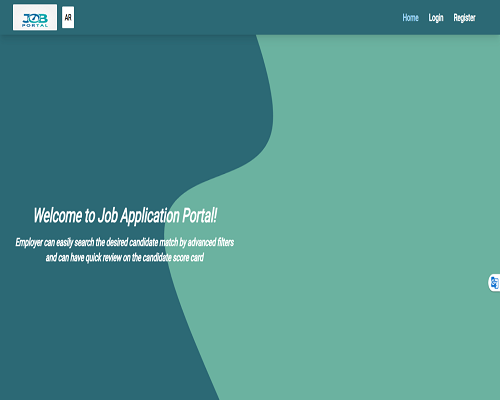 JOB
PORTAL
AR
Home Login Register
Welcome to Job Application Portal!
Employer can easily search the desired candidate match by advanced filters
and can have quick review on the candidate score card